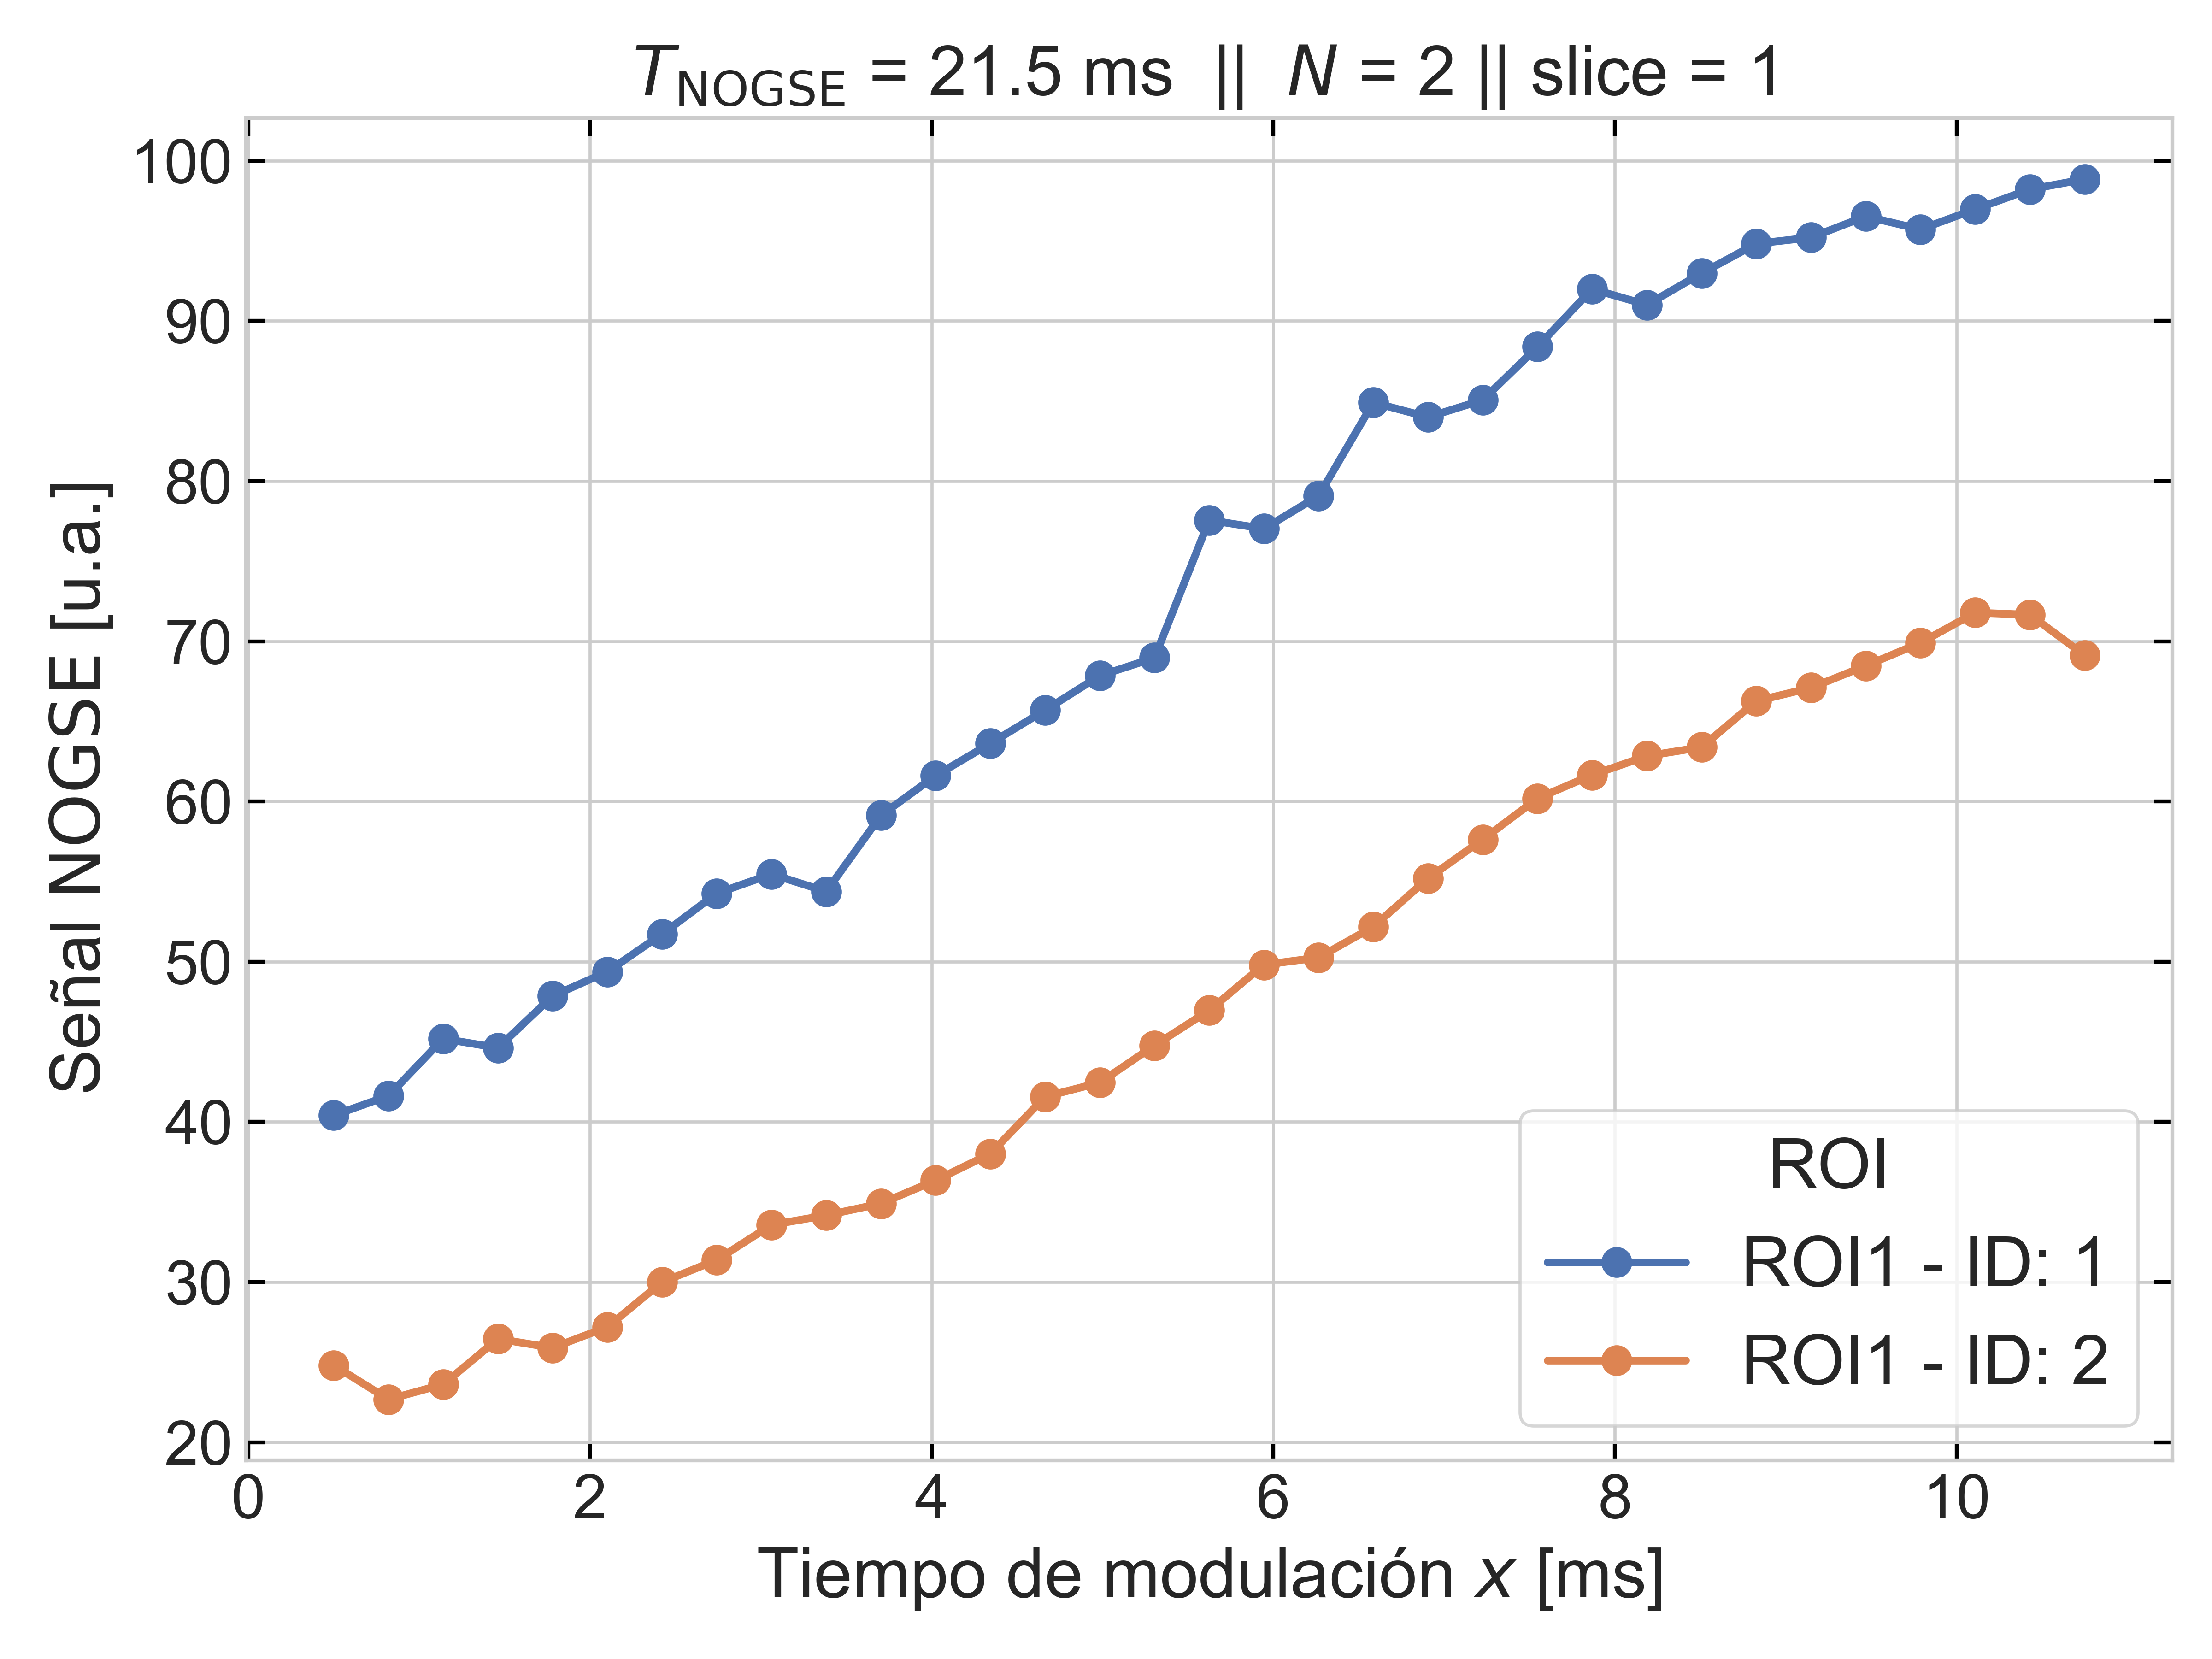 T_NOGSE = 21.5 ms || N = 2 || slice = 1
Señal NOGSE [u.a.]
100
90
80
70
60
50
40
30
20
0 2 4 6 8 10
Tiempo de modulación x [ms]
ROI
ROI1 - ID: 1
ROI1 - ID: 2